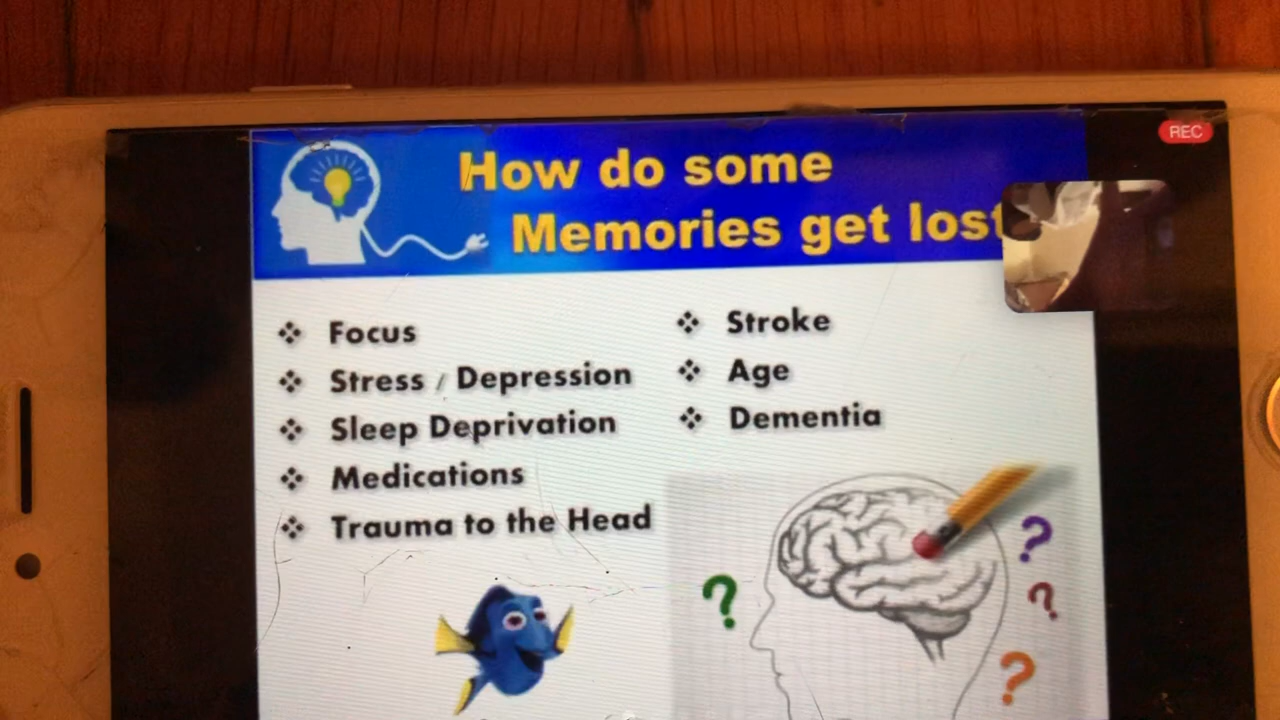 REC
How do some
Memories get lost
Focus
Stress / Depression
Sleep Deprivation
Medications
Trauma to the Head
Stroke
Age
Dementia
?
?
?
?